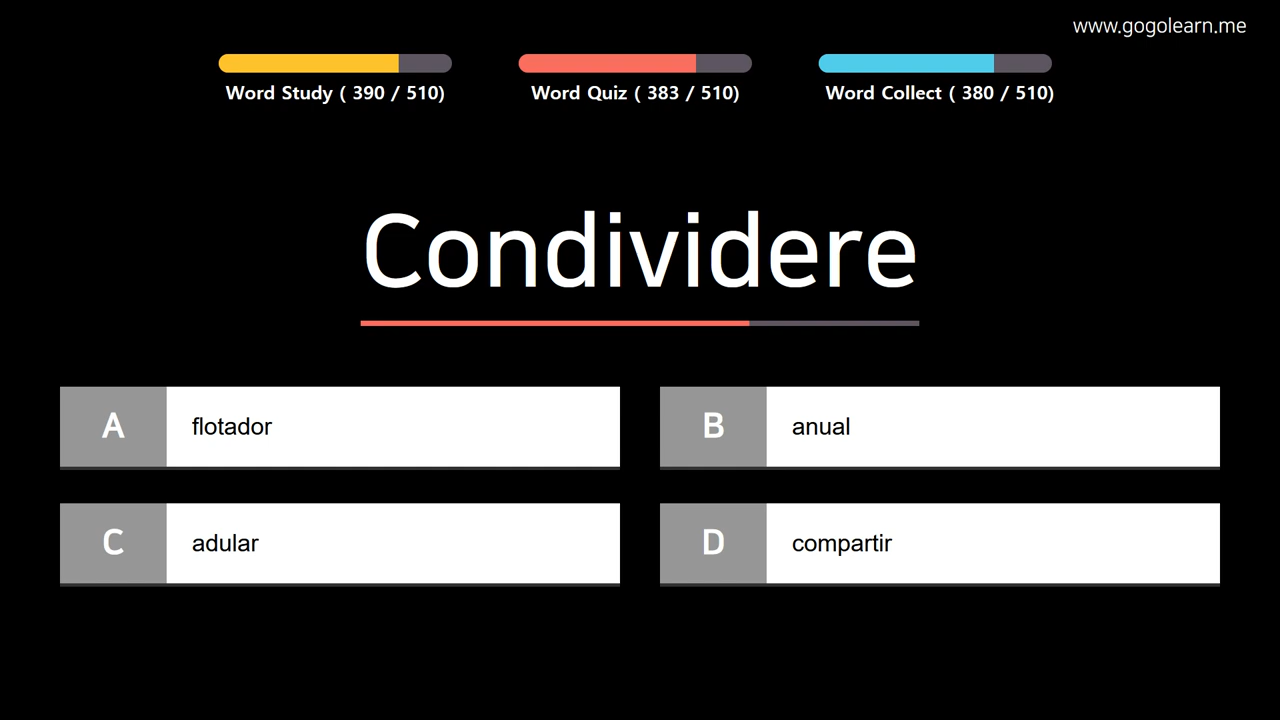 www.gogolearn.me
Word Study ( 390 / 510)
Word Quiz ( 383 / 510)
Word Collect ( 380 / 510)
Condividere
A flotador
B anual
C adular
D compartir